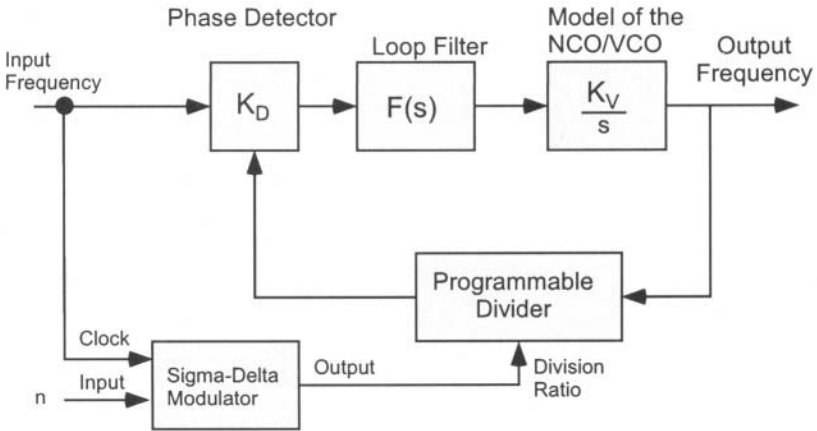 Phase Detector
Model of the
NCO/VCO
Loop Filter
Input
Frequency
Output
Frequency
K_D
F(s)
K_V
s
Programmable
Divider
Clock
Input
n
Sigma-Delta
Modulator
Output
Division
Ratio